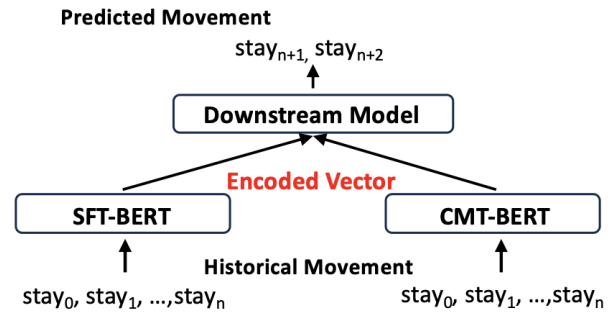 Predicted Movement
stayₙ₊₁, stayₙ₊₂
Downstream Model
Encoded Vector
SFT-BERT
CMT-BERT
Historical Movement
stay₀, stay₁, ...,stayₙ
stay₀, stay₁, ...,stayₙ